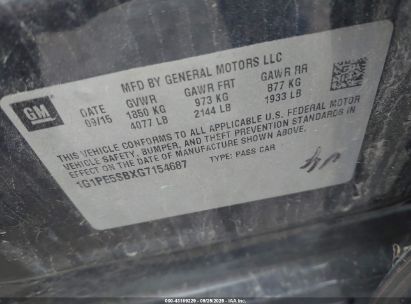 MFD BY GENERAL MOTORS LLC
GM
DATE GVWR GAWR FRT GAWR RR
09/15 1850 KG 973 KG 877 KG
4077 LB 2144 LB 1933 LB
THIS VEHICLE CONFORMS TO ALL APPLICABLE U.S. FEDERAL MOTOR
VEHICLE SAFETY, BUMPER, AND THEFT PREVENTION STANDARDS IN
EFFECT ON THE DATE OF MANUFACTURE SHOWN ABOVE.
1G1PE5SBXG7154687 TYPE: PASS CAR